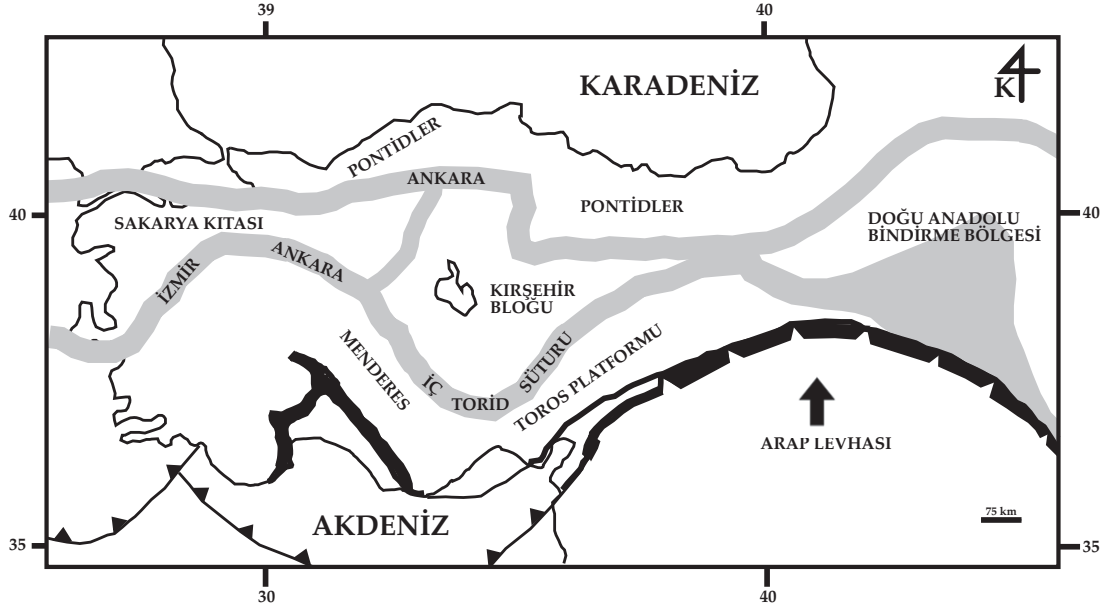 39
40
KARADENİZ
K
PONTİDLER
ANKARA
40
SAKARYA KITASI
PONTİDLER
DOĞU ANADOLU
BİNDİRME BÖLGESİ
40
İZMİR
ANKARA
KIRŞEHİR
BLOĞU
MENDERES
İÇ
TORİD
SÜTURU
TOROS PLATFORMU
ARAP LEVHASI
AKDENİZ
75 km
35
35
30
40